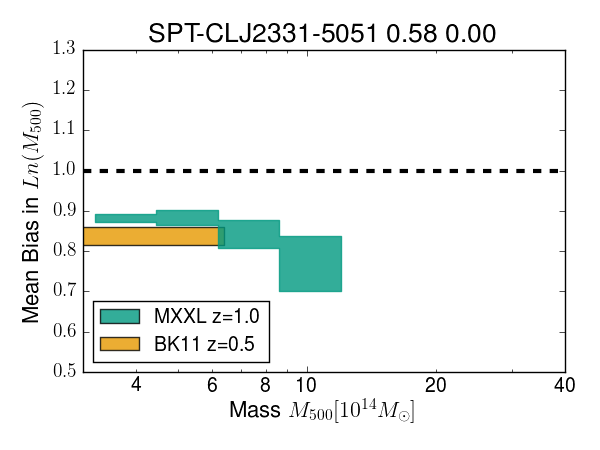 SPT-CLJ2331-5051 0.58 0.00
1.3
1.2
1.1
1.0
0.9
0.8
0.7
0.6
0.5
Mean Bias in Ln(M500)
MXXL z=1.0
BK11 z=0.5
4 6 8 10 20 40
Mass M500[10^14 M⊙]